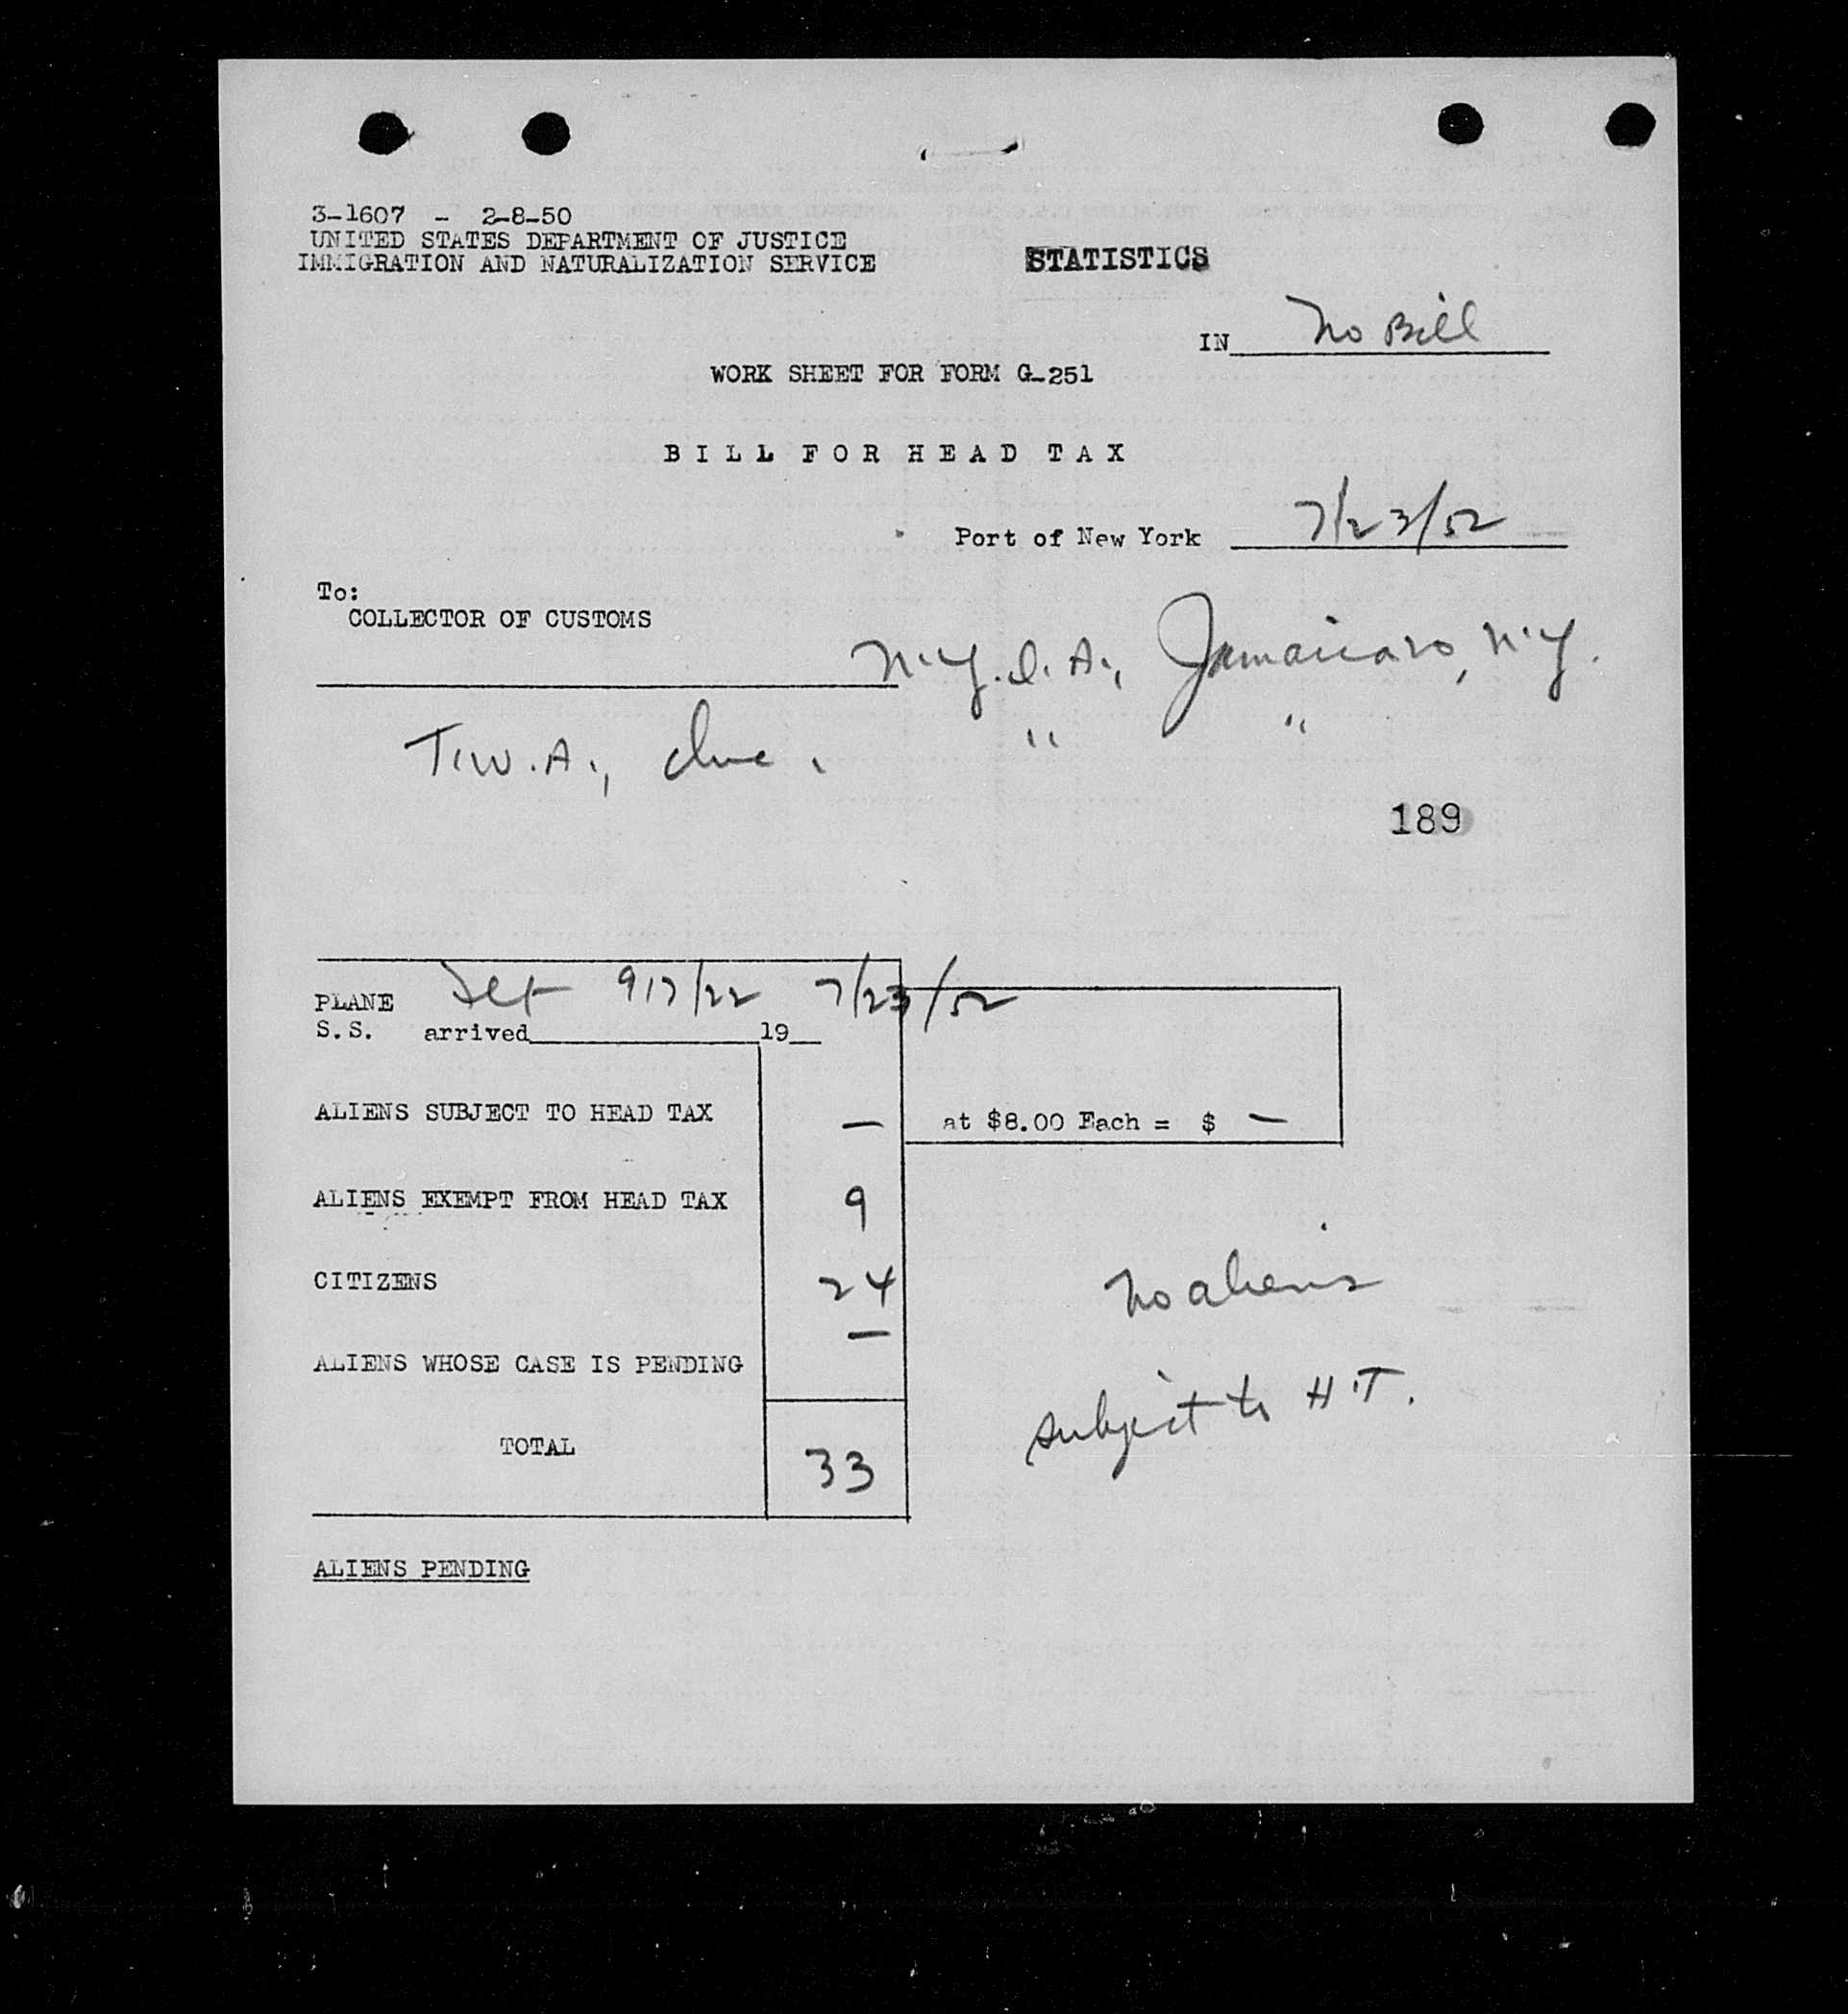 3-1607 - 2-8-50
UNITED STATES DEPARTMENT OF JUSTICE
IMMIGRATION AND NATURALIZATION SERVICE
STATISTICS
IN No Bill
WORK SHEET FOR FORM G-251
BILL FOR HEAD TAX
Port of New York 7/23/52
To:
COLLECTOR OF CUSTOMS
N.Y.I.A., N.Y.
T.W.A., Inc. " "
189
PLANE 917/22 7/23/52
S.S. arrived 19
ALIENS SUBJECT TO HEAD TAX — at $8.00 Each = $ —
ALIENS EXEMPT FROM HEAD TAX 9
CITIZENS 24
ALIENS WHOSE CASE IS PENDING —
No aliens
subject to H.T.
TOTAL 33
ALIENS PENDING